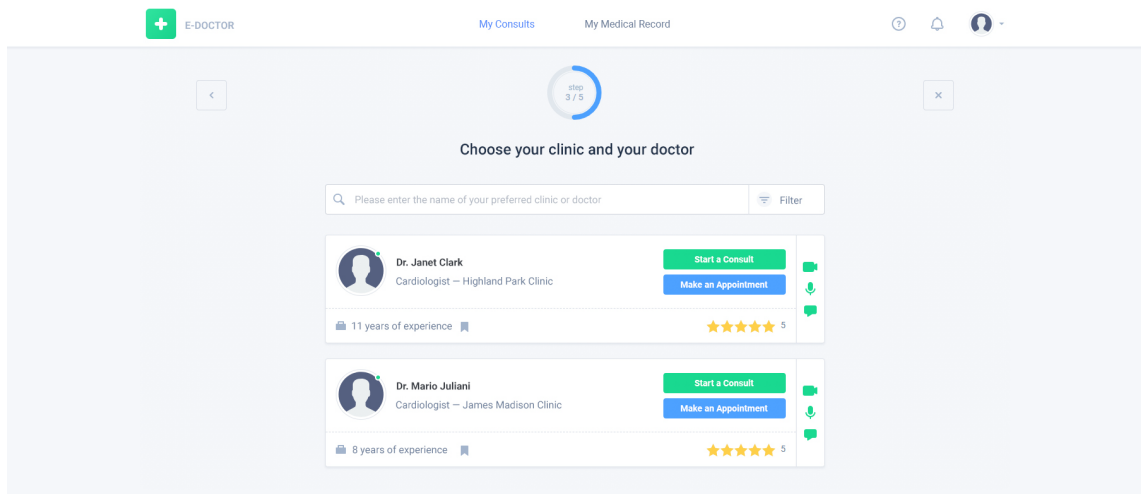 E-DOCTOR
My Consults
My Medical Record
?
step
3 / 5
Choose your clinic and your doctor
Please enter the name of your preferred clinic or doctor
Filter
Dr. Janet Clark
Cardiologist — Highland Park Clinic
Start a Consult
Make an Appointment
11 years of experience
5
Dr. Mario Juliani
Cardiologist — James Madison Clinic
Start a Consult
Make an Appointment
8 years of experience
5